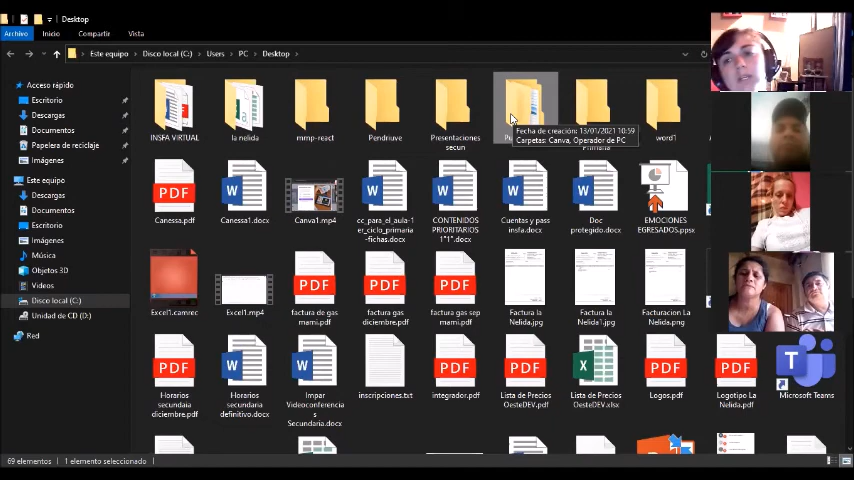 Desktop
Archivo Inicio Compartir Vista
Este equipo > Disco local (C:) > Users > PC > Desktop
Acceso rápido
Escritorio
Descargas
Documentos
Papelera de reciclaje
Imágenes
Este equipo
Descargas
Documentos
Escritorio
Imágenes
Música
Objetos 3D
Videos
Disco local (C:)
Unidad de CD (D:)
Red
INSFA VIRTUAL
la nelida
mmp-react
Pendriuve
Presentaciones
secun
Fecha de creación: 13/01/2021 10:59
Carpetas: Canva, Operador de PC
word1
Canessa.pdf
Canessa1.docx
Canva1.mp4
cc_para_el_aula-1
er_ciclo_primaria
-fichas.docx
CONTENIDOS
PRIORITARIOS
1°1°.docx
Cuentas y pass
insfa.docx
Doc
protegido.docx
EMOCIONES
EGRESADOS.ppsx
Excel1.camrec
Excel1.mp4
factura de gas
mami.pdf
factura gas
diciembre.pdf
factura gas sep
mami.pdf
Factura la
Nelida.jpg
Factura la
Nelida1.jpg
Facturacion La
Nelida.png
Horarios
secundaria
diciembre.pdf
Horarios
secundaria
definitivo.docx
Impar
Videoconferencia
s
Secundaria.docx
inscripciones.txt
integrador.pdf
Lista de Precios
OesteDEV.pdf
Lista de Precios
OesteDEV.xlsx
Logos.pdf
Logotipo La
Nelida.pdf
Microsoft Teams
69 elementos
1 elemento seleccionado